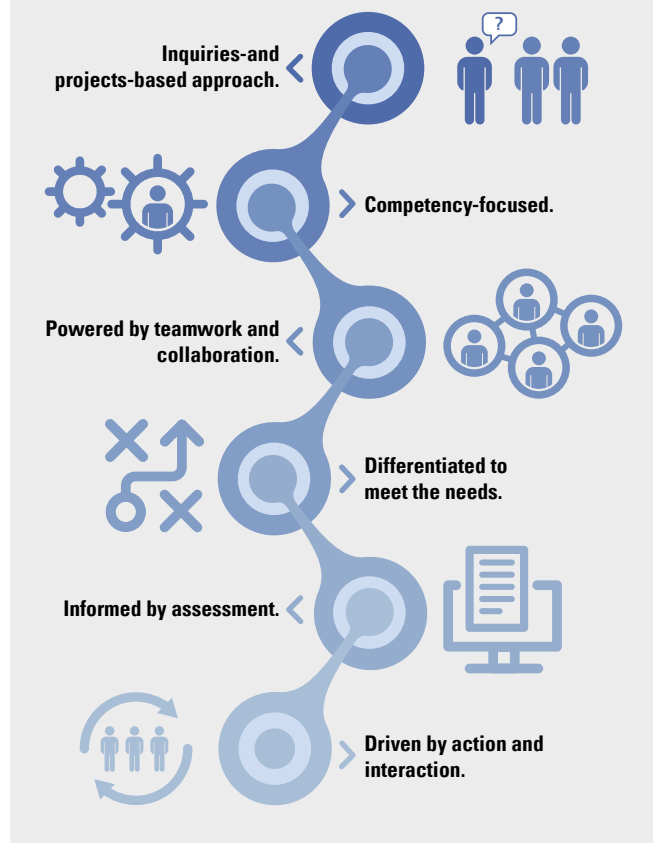 ?
Inquiries-and
projects-based approach.
Competency-focused.
Powered by teamwork and
collaboration.
Differentiated to
meet the needs.
Informed by assessment.
Driven by action and
interaction.